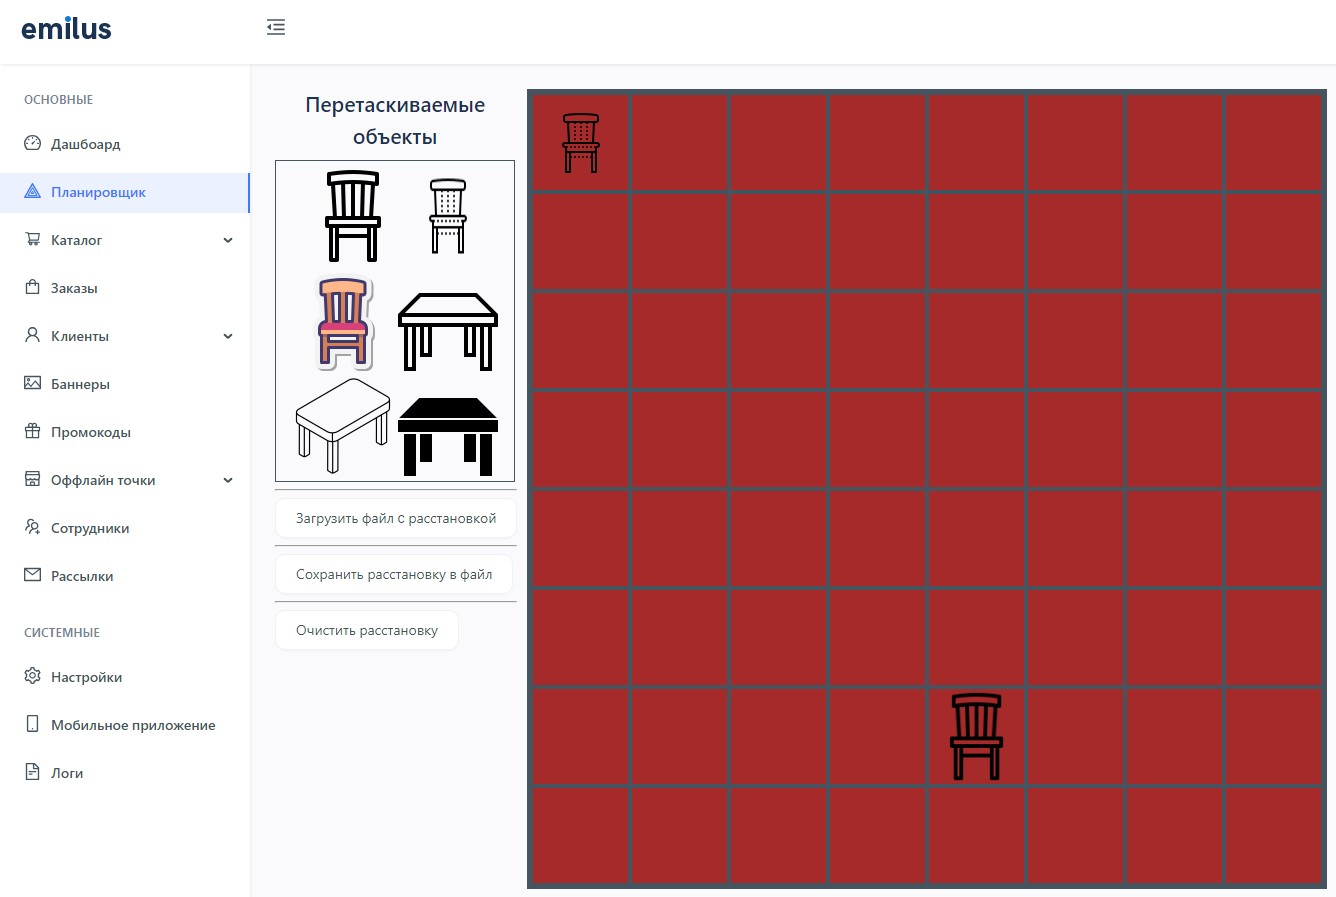 emilus
ОСНОВНЫЕ
Дашбоард
Планировщик
Каталог
Заказы
Клиенты
Баннеры
Промокоды
Оффлайн точки
Сотрудники
Рассылки
СИСТЕМНЫЕ
Настройки
Мобильное приложение
Логи
Перетаскиваемые
объекты
Загрузить файл с расстановкой
Сохранить расстановку в файл
Очистить расстановку